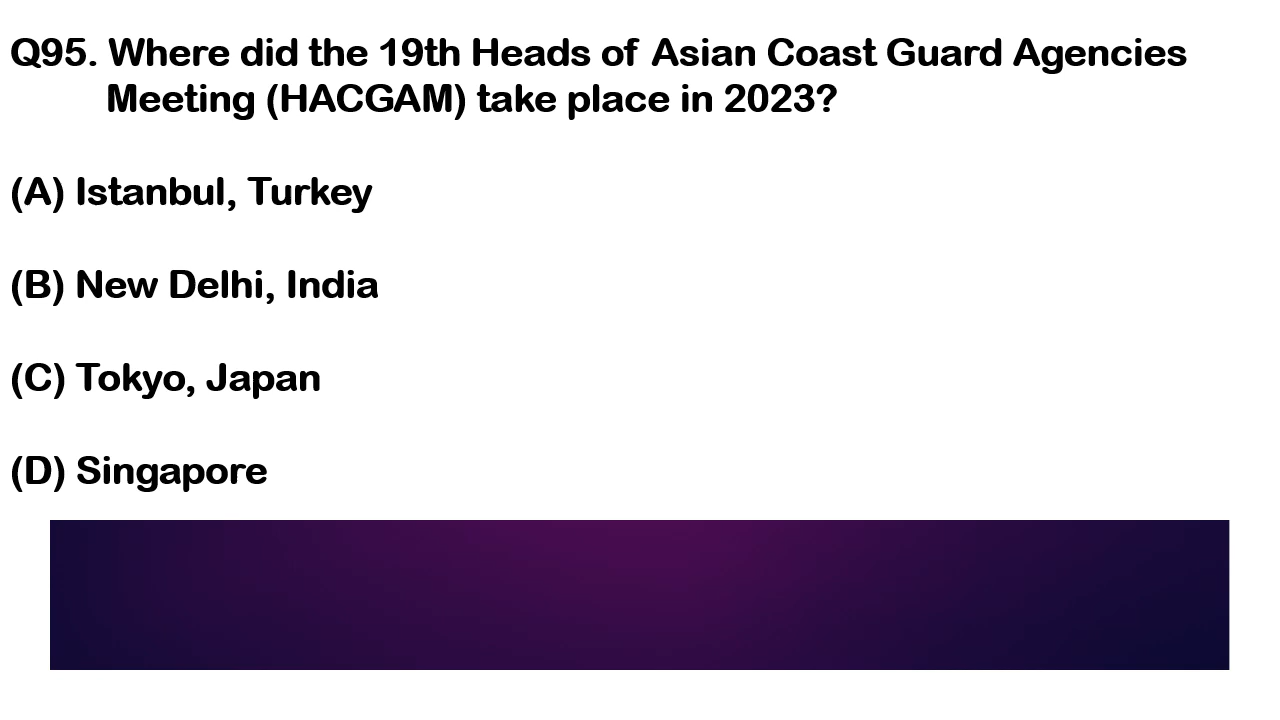 Q95. Where did the 19th Heads of Asian Coast Guard Agencies
Meeting (HACGAM) take place in 2023?
(A) Istanbul, Turkey
(B) New Delhi, India
(C) Tokyo, Japan
(D) Singapore